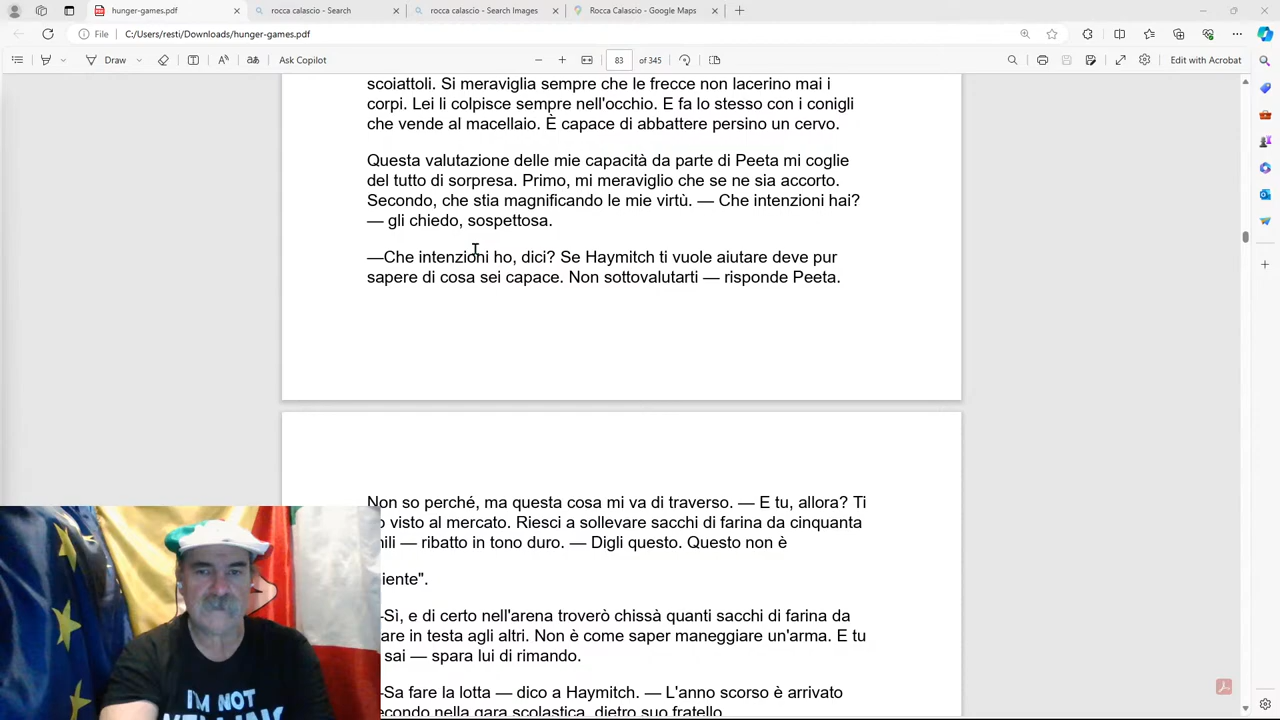 hunger-games.pdf
rocca calascio - Search
rocca calascio - Search Images
Rocca Calascio - Google Maps
File
C:/Users/resti/Downloads/hunger-games.pdf
Draw
Ask Copilot
83 of 345
Edit with Acrobat
scoiattoli. Si meraviglia sempre che le frecce non lacerino mai i
corpi. Lei li colpisce sempre nell'occhio. E fa lo stesso con i conigli
che vende al macellaio. È capace di abbattere persino un cervo.
Questa valutazione delle mie capacità da parte di Peeta mi coglie
del tutto di sorpresa. Primo, mi meraviglio che se ne sia accorto.
Secondo, che stia magnificando le mie virtù. — Che intenzioni hai?
— gli chiedo, sospettosa.
—Che intenzioni ho, dici? Se Haymitch ti vuole aiutare deve pur
sapere di cosa sei capace. Non sottovalutarti — risponde Peeta.
Non so perché, ma questa cosa mi va di traverso. — E tu, allora? Ti
visto al mercato. Riesci a sollevare sacchi di farina da cinquanta
— ribatto in tono duro. — Digli questo. Questo non è
iente".
Sì, e di certo nell'arena troverò chissà quanti sacchi di farina da
are in testa agli altri. Non è come saper maneggiare un'arma. E tu
sai — spara lui di rimando.
Sa fare la lotta — dico a Haymitch. — L'anno scorso è arrivato
econdo nella gara scolastica, dietro suo fratello.
I'M NOT